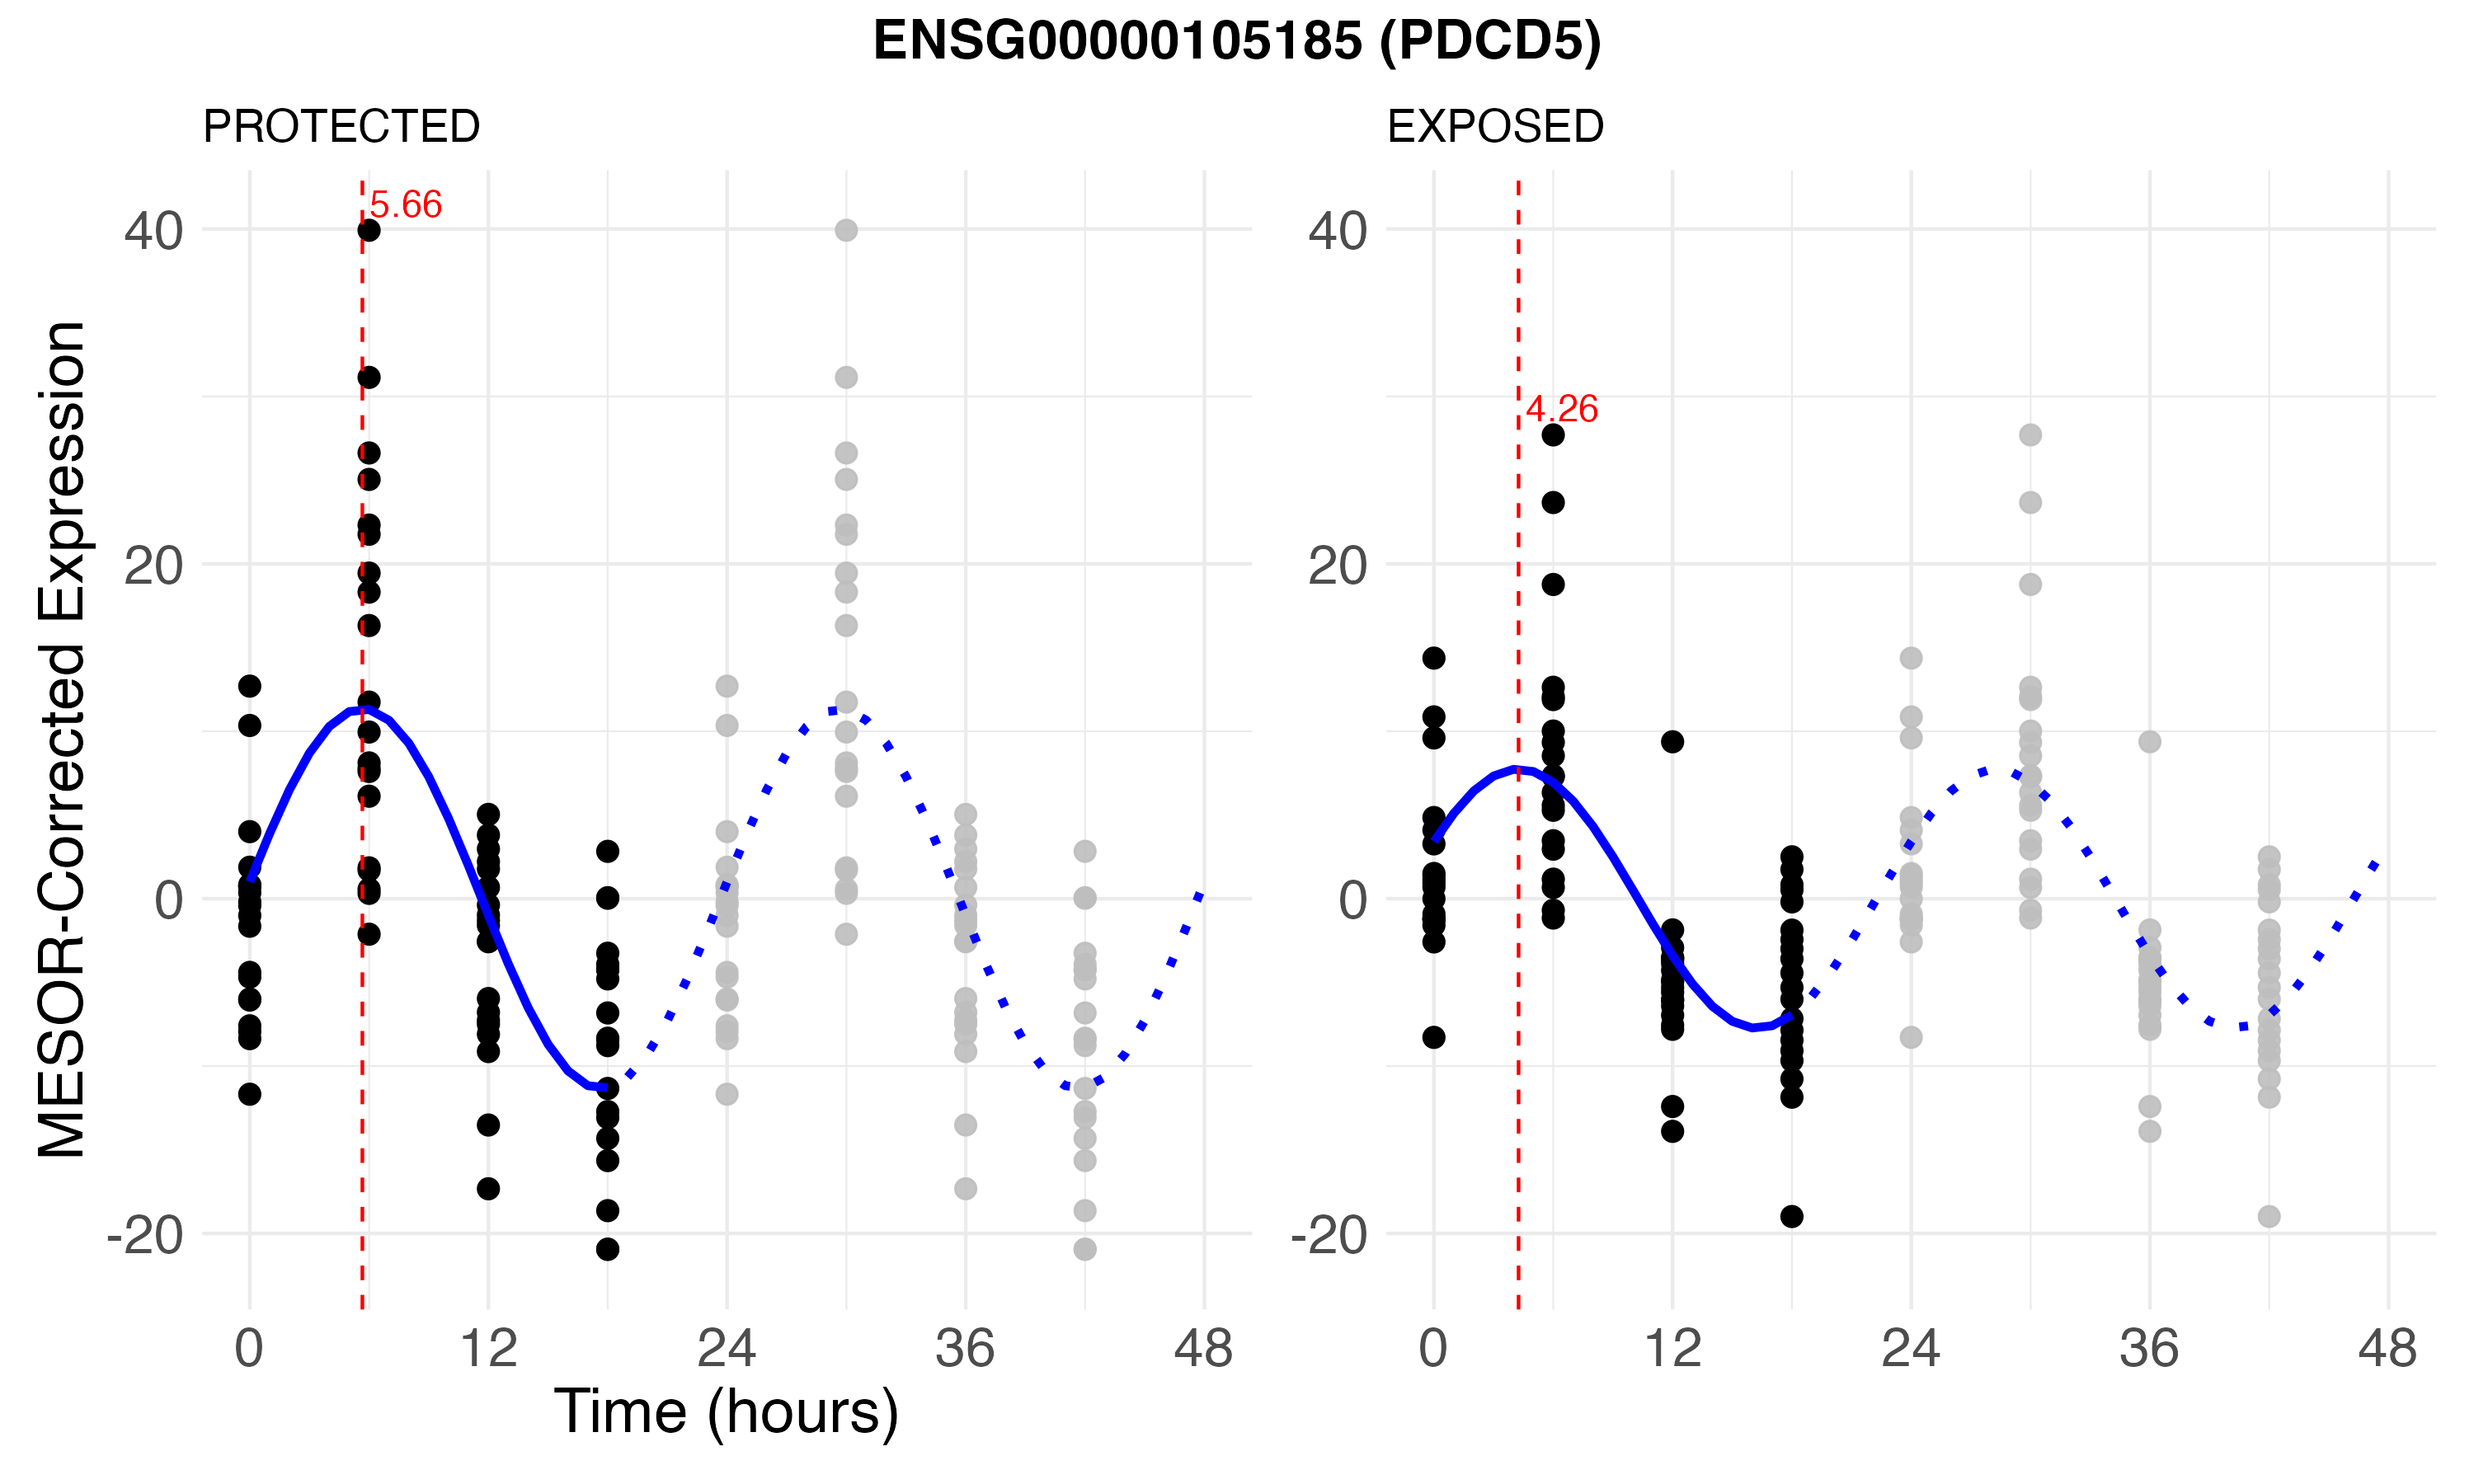 ENSG00000105185 (PDCD5)
PROTECTED
EXPOSED
MESOR-Corrected Expression
40
20
0
-20
5.66
0 12 24 36 48
40
20
0
-20
4.26
0 12 24 36 48
Time (hours)